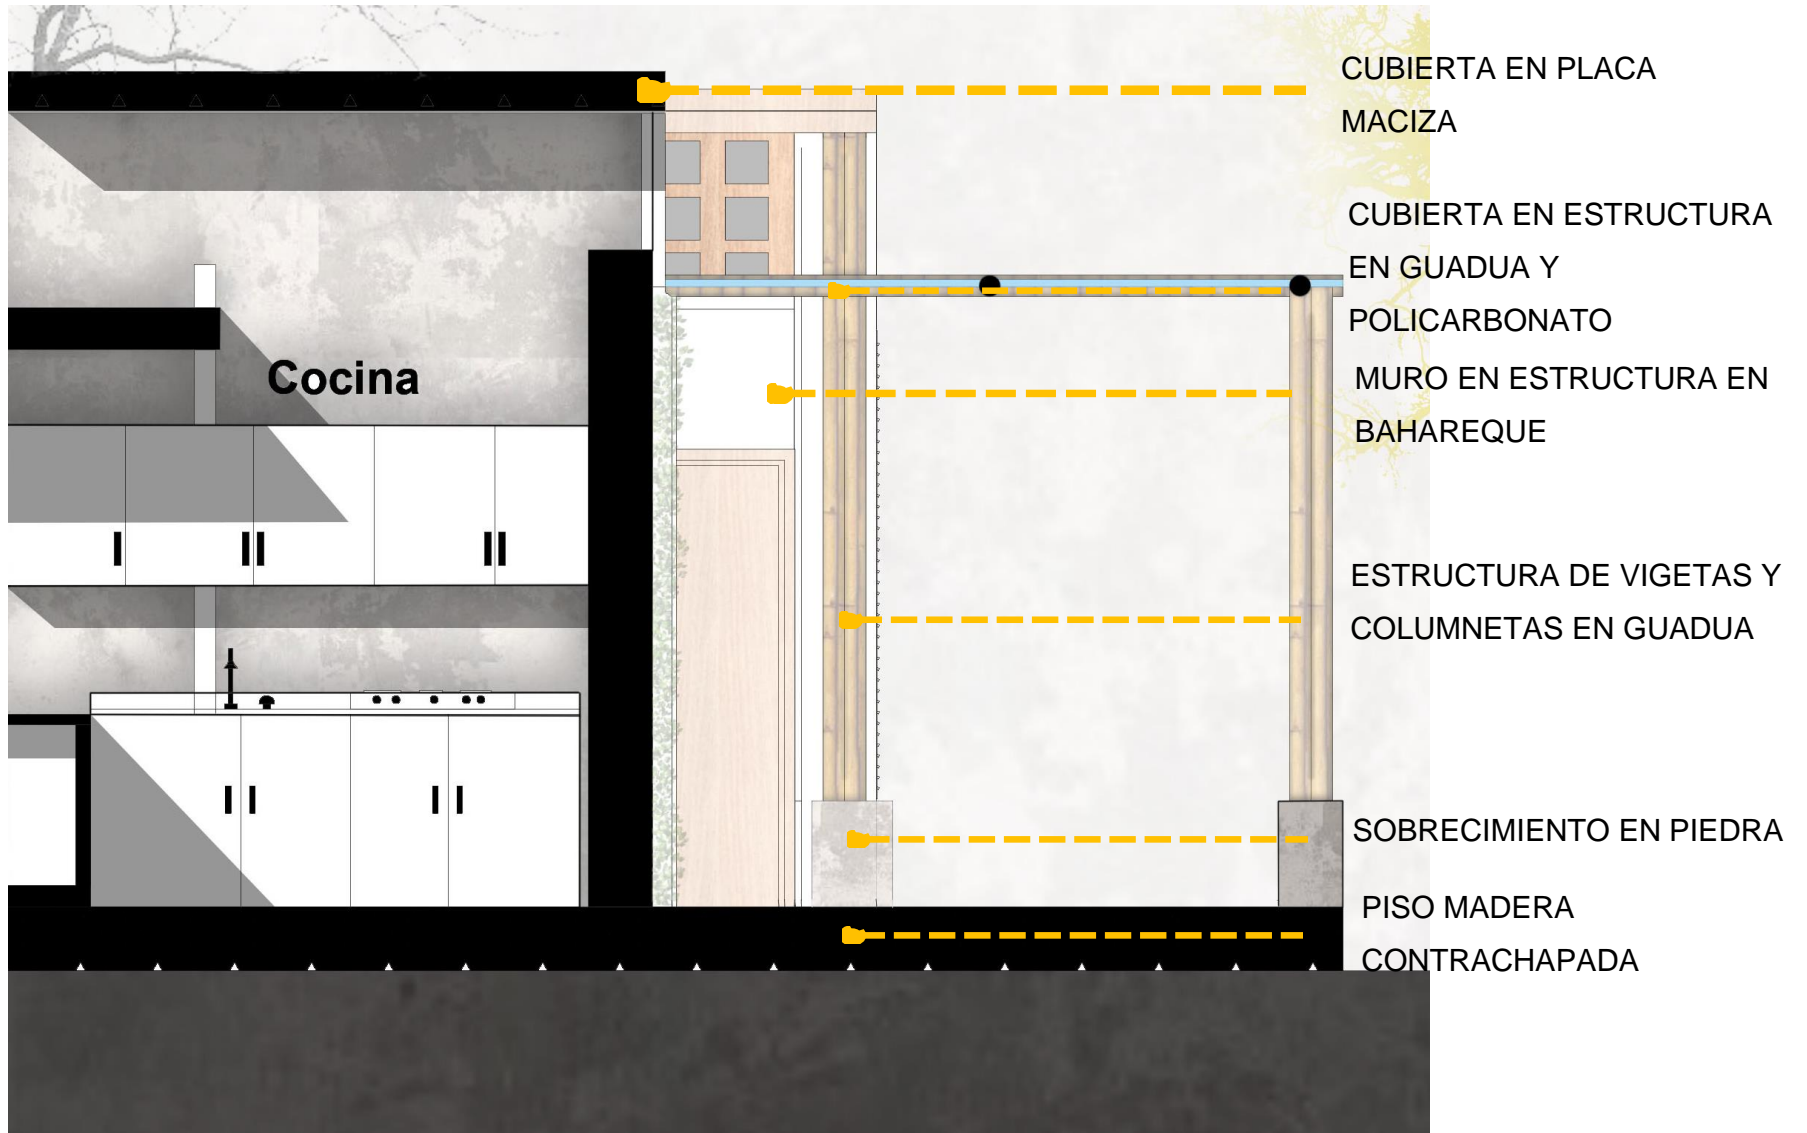 CUBIERTA EN PLACA
MACIZA
CUBIERTA EN ESTRUCTURA
EN GUADUA Y
POLICARBONATO
Cocina
MURO EN ESTRUCTURA EN
BAHAREQUE
ESTRUCTURA DE VIGETAS Y
COLUMNETAS EN GUADUA
SOBRECIMIENTO EN PIEDRA
PISO MADERA
CONTRACHAPADA